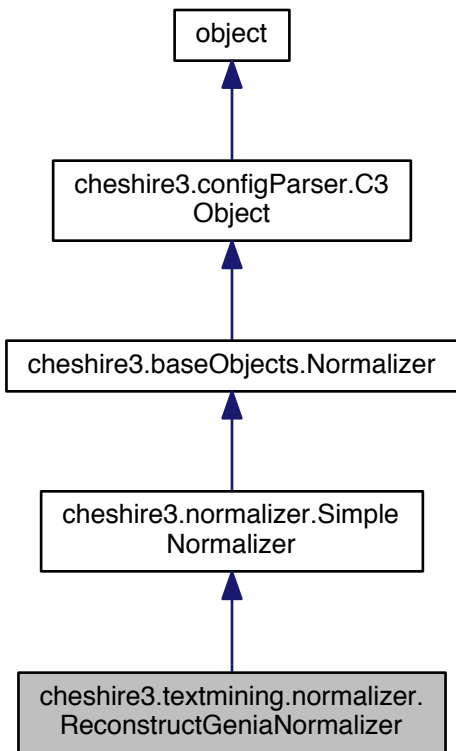 object
cheshire3.configParser.C3
Object
cheshire3.baseObjects.Normalizer
cheshire3.normalizer.Simple
Normalizer
cheshire3.textmining.normalizer.
ReconstructGeniaNormalizer